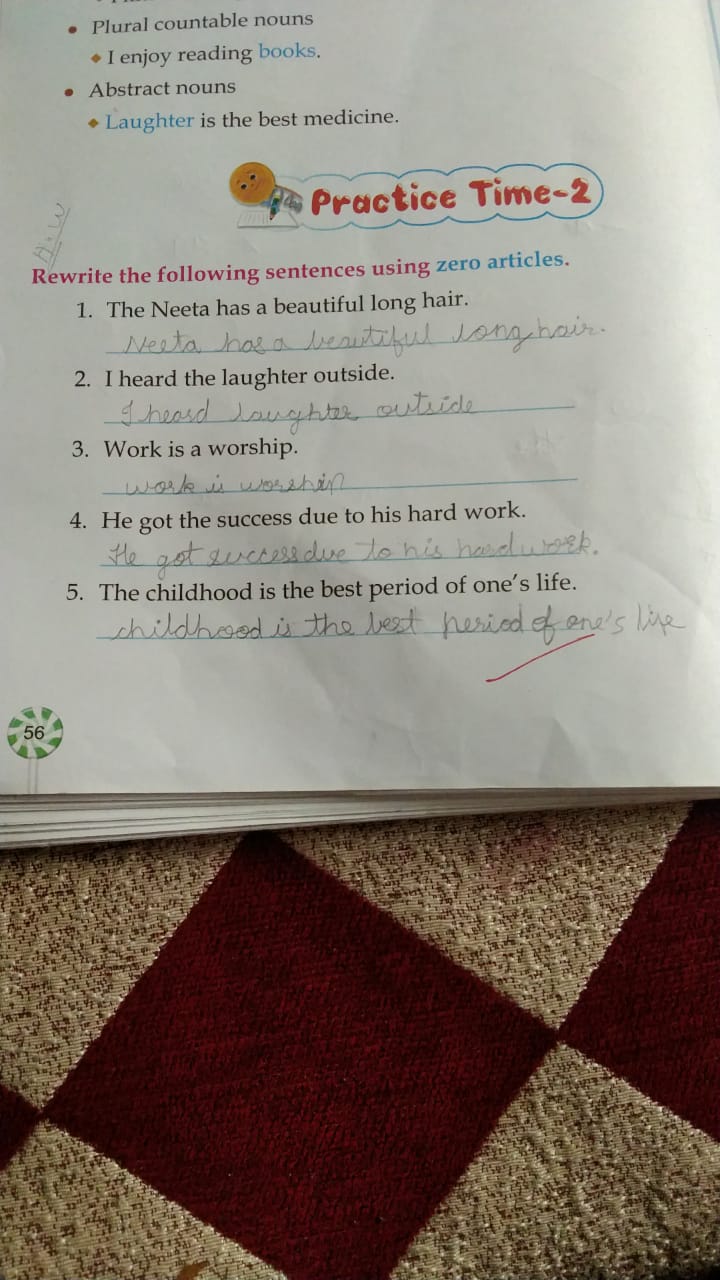 • Plural countable nouns
◆ I enjoy reading books.
• Abstract nouns
◆ Laughter is the best medicine.
Practice Time-2
H.W
Rewrite the following sentences using zero articles.
1. The Neeta has a beautiful long hair.
Neeta has a beautiful long hair.
2. I heard the laughter outside.
I heard laughter outside
3. Work is a worship.
work is worship
4. He got the success due to his hard work.
He got success due to his hard work.
5. The childhood is the best period of one's life.
childhood is the best period of one's life
56